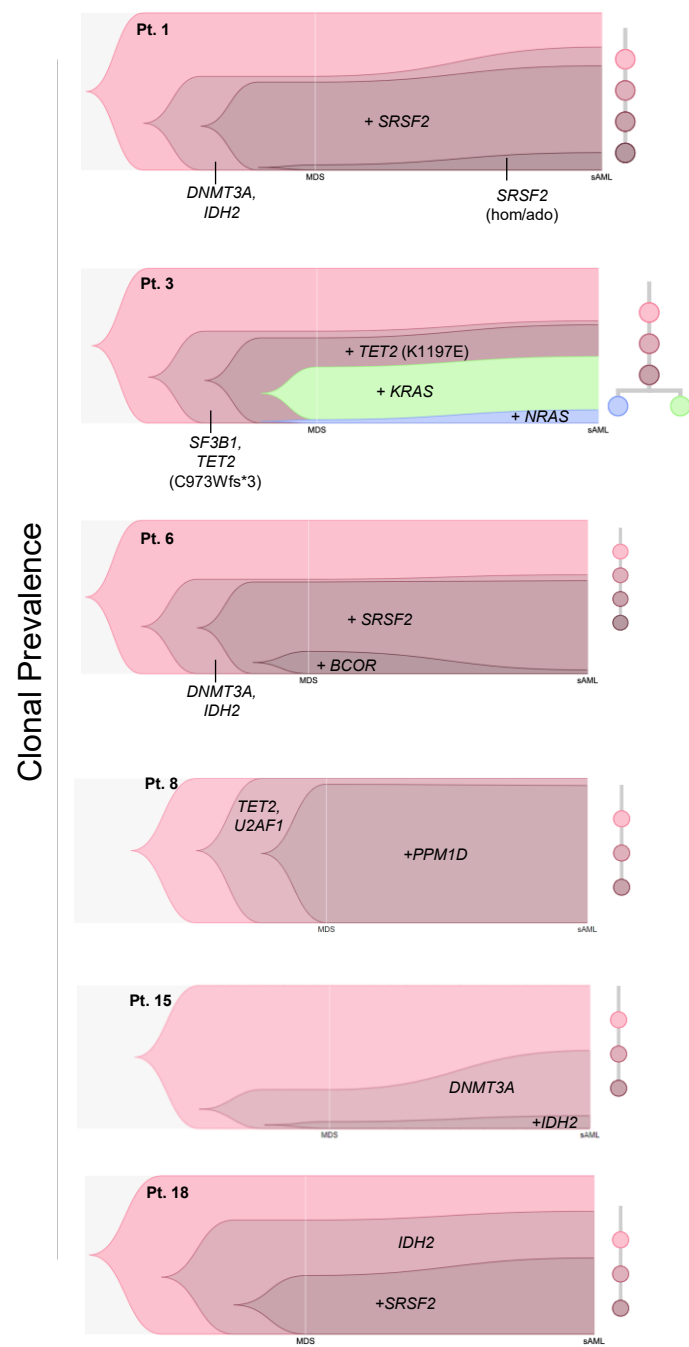 Clonal Prevalence
Pt. 1
+ SRSF2
MDS
sAML
DNMT3A,
IDH2
SRSF2
(hom/ado)
Pt. 3
+ TET2 (K1197E)
+ KRAS
+ NRAS
MDS
sAML
SF3B1,
TET2
(C973Wfs*3)
Pt. 6
+ SRSF2
+ BCOR
MDS
sAML
DNMT3A,
IDH2
Pt. 8
TET2,
U2AF1
+PPM1D
MDS
sAML
Pt. 15
DNMT3A
+IDH2
MDS
sAML
Pt. 18
IDH2
+SRSF2
MDS
sAML